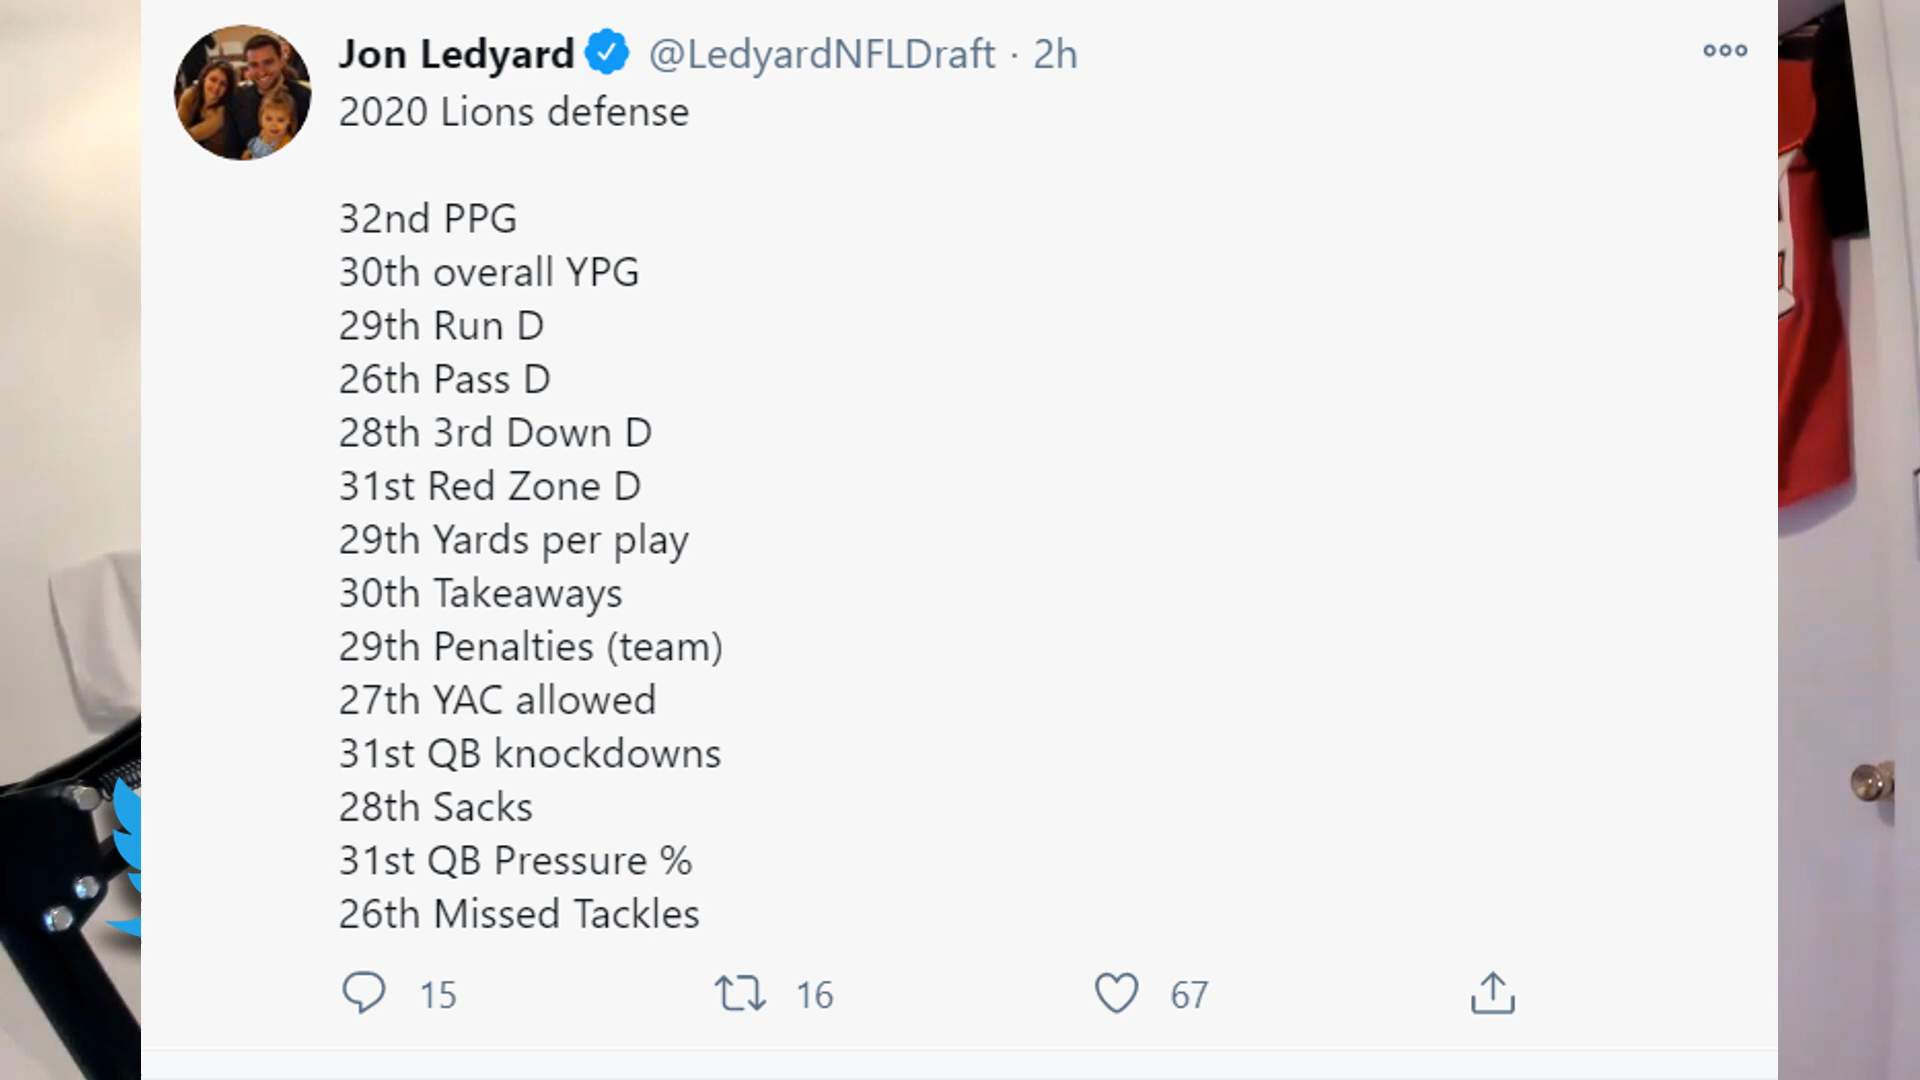 Jon Ledyard @LedyardNFLDraft · 2h
2020 Lions defense
32nd PPG
30th overall YPG
29th Run D
26th Pass D
28th 3rd Down D
31st Red Zone D
29th Yards per play
30th Takeaways
29th Penalties (team)
27th YAC allowed
31st QB knockdowns
28th Sacks
31st QB Pressure %
26th Missed Tackles
15 16 67